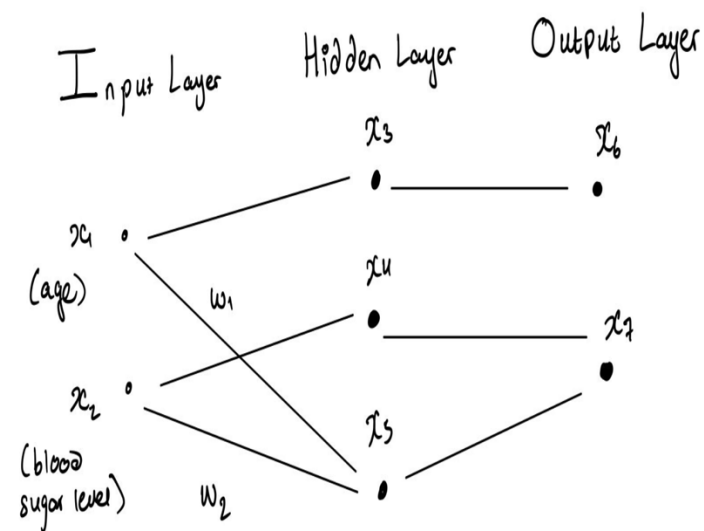 Input Layer
Hidden Layer
Output Layer
x3
x6
x1
(age)
w1
x4
x7
x2
(blood
sugar level)
w2
x5